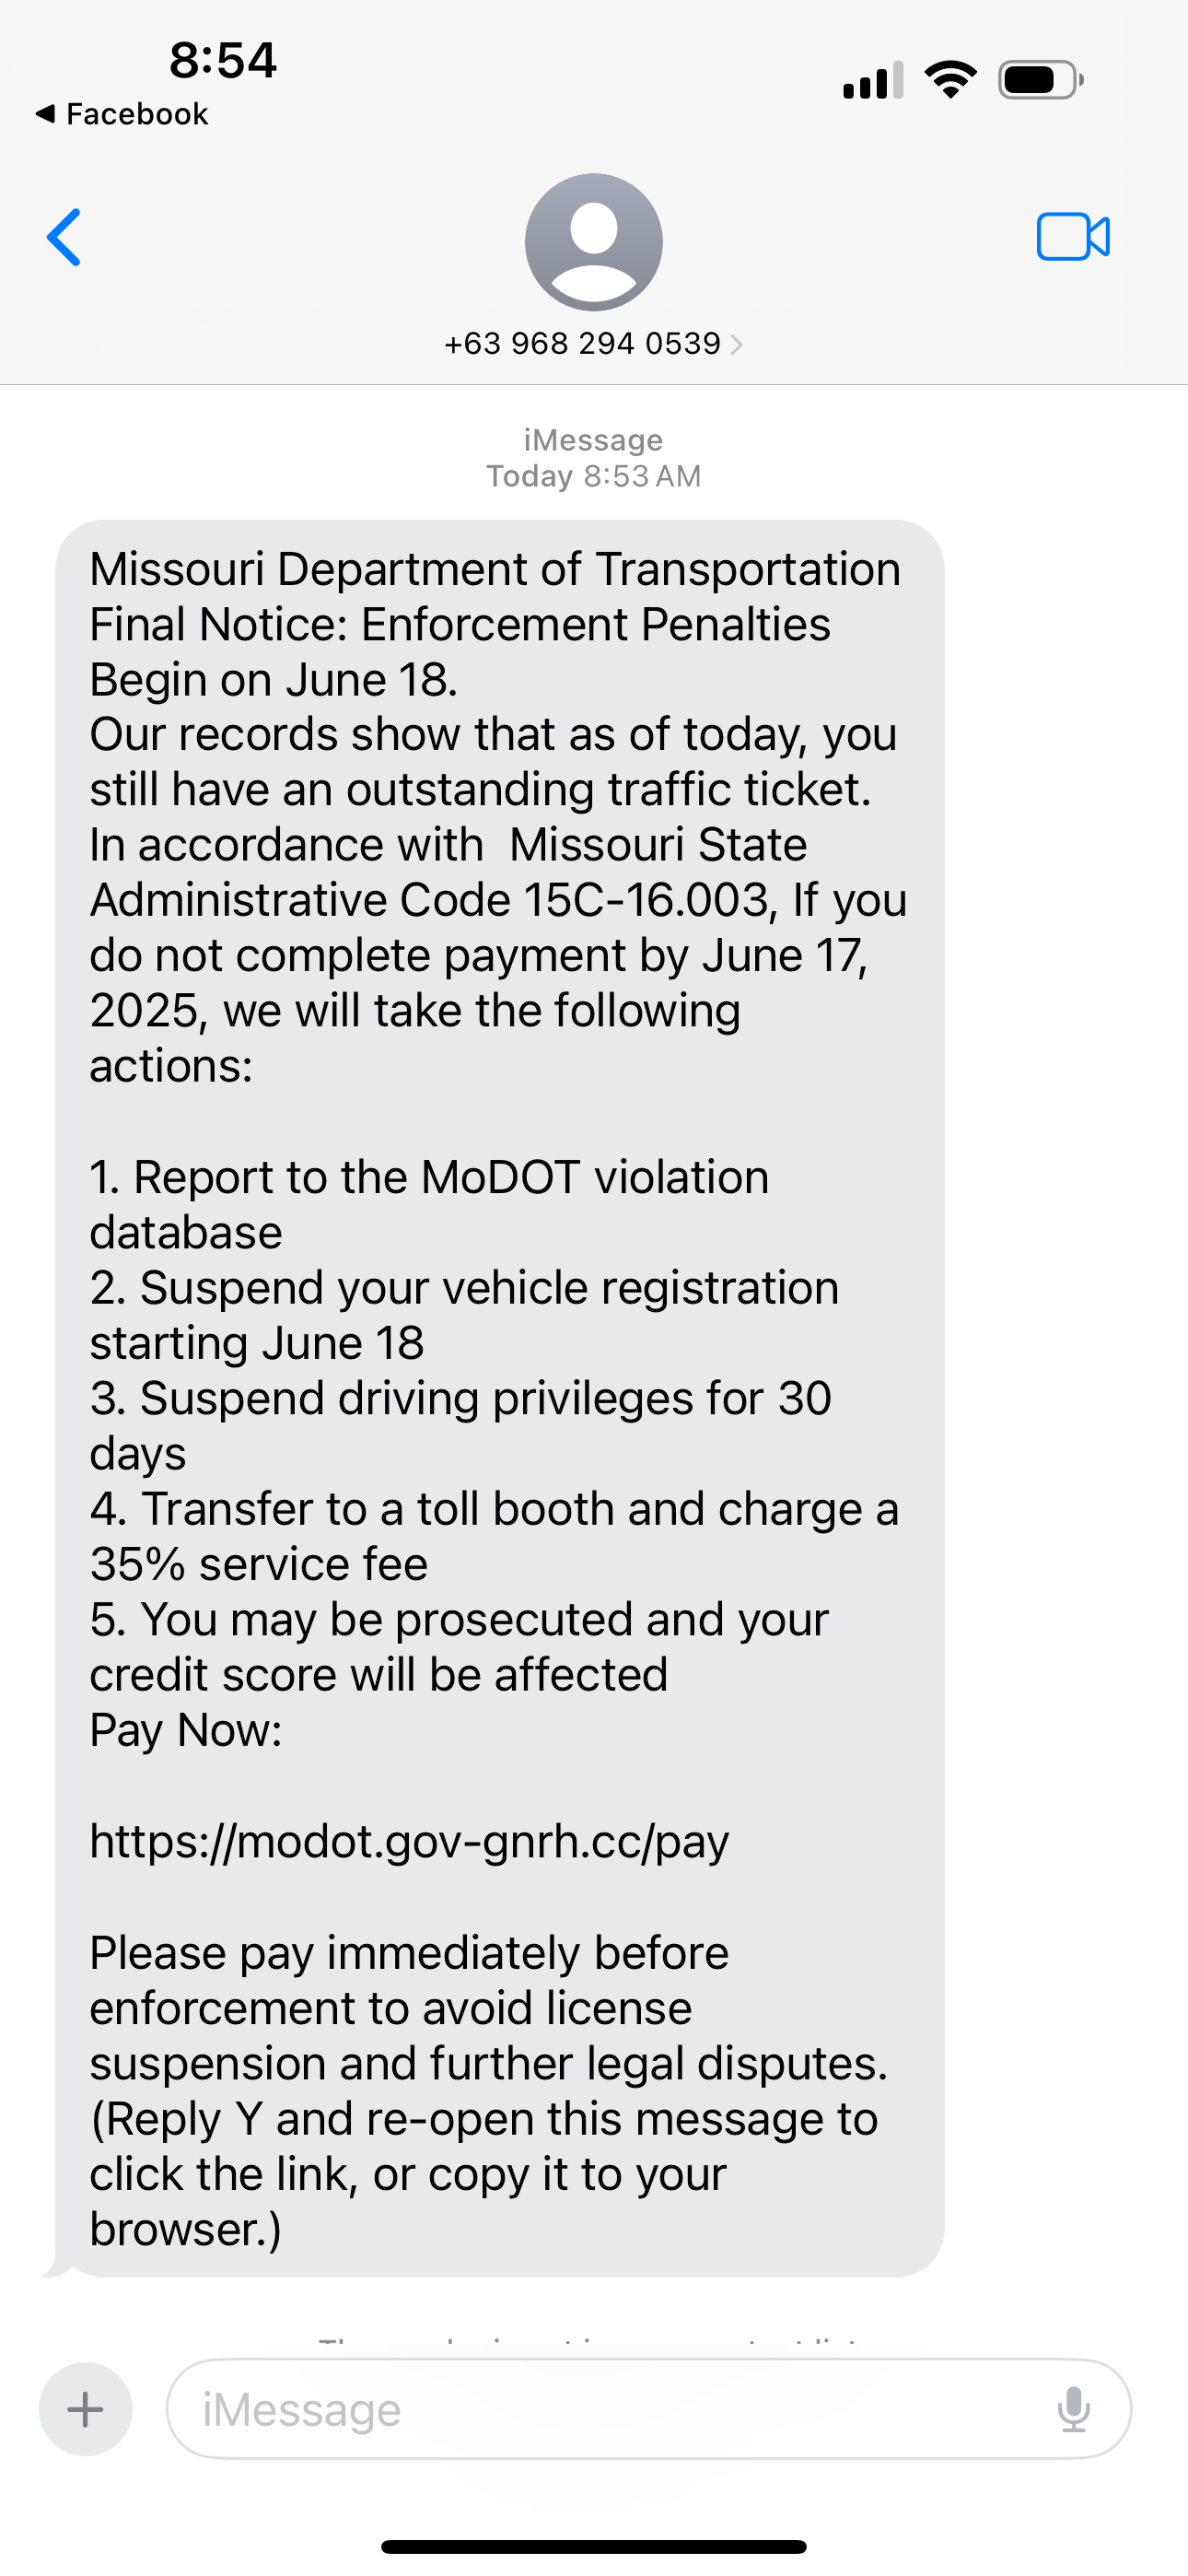 8:54
Facebook
+63 968 294 0539
iMessage
Today 8:53 AM
Missouri Department of Transportation
Final Notice: Enforcement Penalties
Begin on June 18.
Our records show that as of today, you
still have an outstanding traffic ticket.
In accordance with  Missouri State
Administrative Code 15C-16.003, If you
do not complete payment by June 17,
2025, we will take the following
actions:
1. Report to the MoDOT violation
database
2. Suspend your vehicle registration
starting June 18
3. Suspend driving privileges for 30
days
4. Transfer to a toll booth and charge a
35% service fee
5. You may be prosecuted and your
credit score will be affected
Pay Now:
https://modot.gov-gnrh.cc/pay
Please pay immediately before
enforcement to avoid license
suspension and further legal disputes.
(Reply Y and re-open this message to
click the link, or copy it to your
browser.)
iMessage